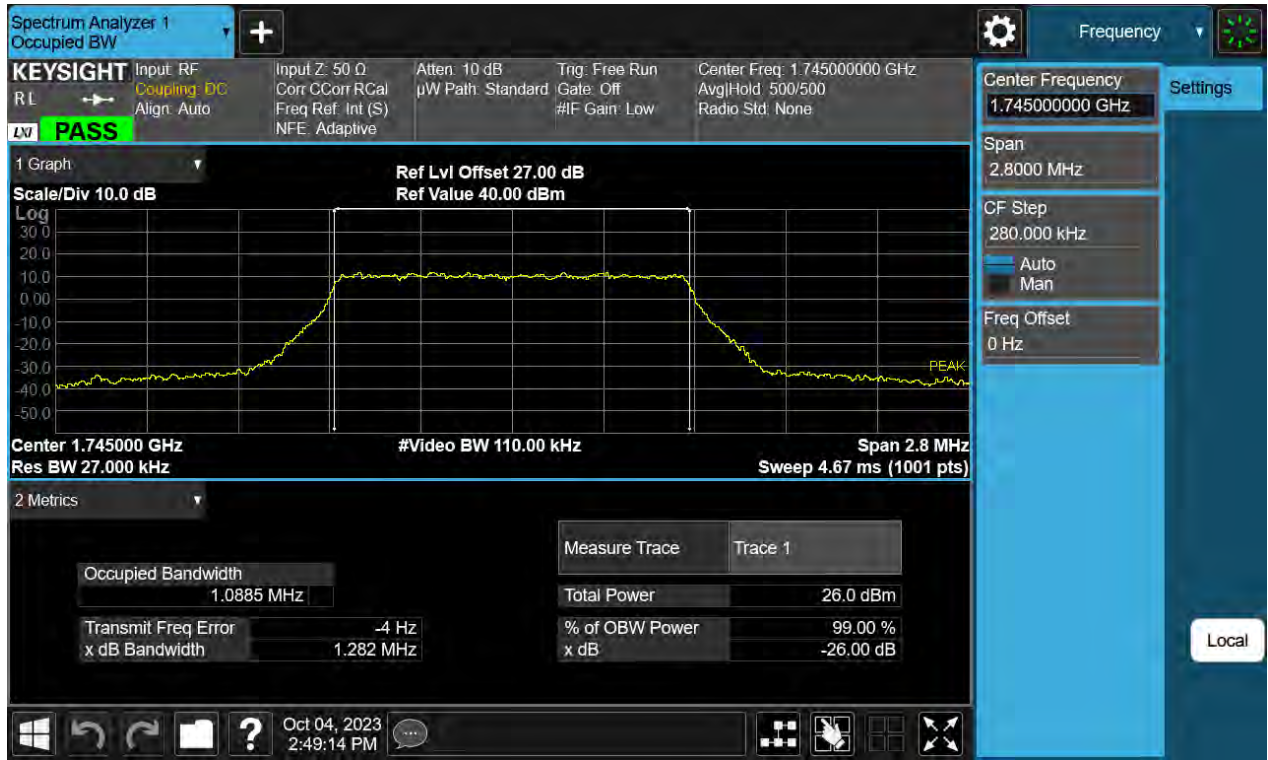 Spectrum Analyzer 1
Occupied BW
+
Frequency
KEYSIGHT
RL
LXI
PASS
Input: RF
Coupling: DC
Align: Auto
Input Z: 50 Ω
Corr CCorr RCal
Freq Ref: Int (S)
NFE: Adaptive
Atten: 10 dB
µW Path: Standard
Trig: Free Run
Gate: Off
#IF Gain: Low
Center Freq: 1.745000000 GHz
Avg|Hold: 500/500
Radio Std: None
Center Frequency
1.745000000 GHz
Settings
Span
2.8000 MHz
CF Step
280.000 kHz
Auto
Man
Freq Offset
0 Hz
Local
1 Graph
Scale/Div 10.0 dB
Ref Lvl Offset 27.00 dB
Ref Value 40.00 dBm
Log
30.0
20.0
10.0
0.00
-10.0
-20.0
-30.0
-40.0
-50.0
PEAK
Center 1.745000 GHz
#Video BW 110.00 kHz
Span 2.8 MHz
Res BW 27.000 kHz
Sweep 4.67 ms (1001 pts)
2 Metrics
Occupied Bandwidth
1.0885 MHz
Transmit Freq Error -4 Hz
x dB Bandwidth 1.282 MHz
Measure Trace Trace 1
Total Power 26.0 dBm
% of OBW Power 99.00 %
x dB -26.00 dB
?
Oct 04, 2023
2:49:14 PM